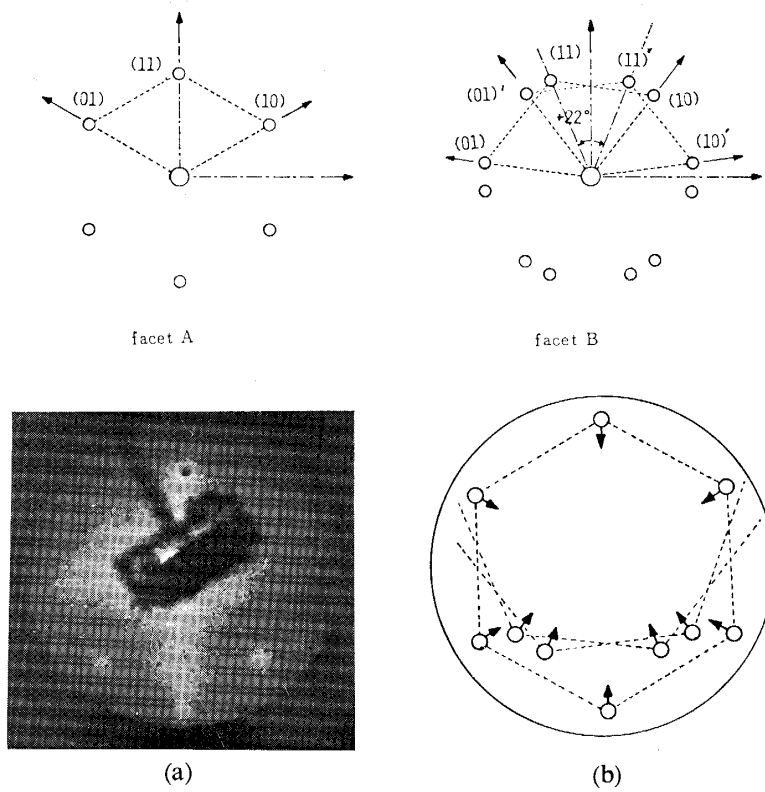 (11)
(01)
(10)
facet A
(11)
(11)'
(01)'
(10)
+22°
(01)
(10)'
facet B
(a)
(b)